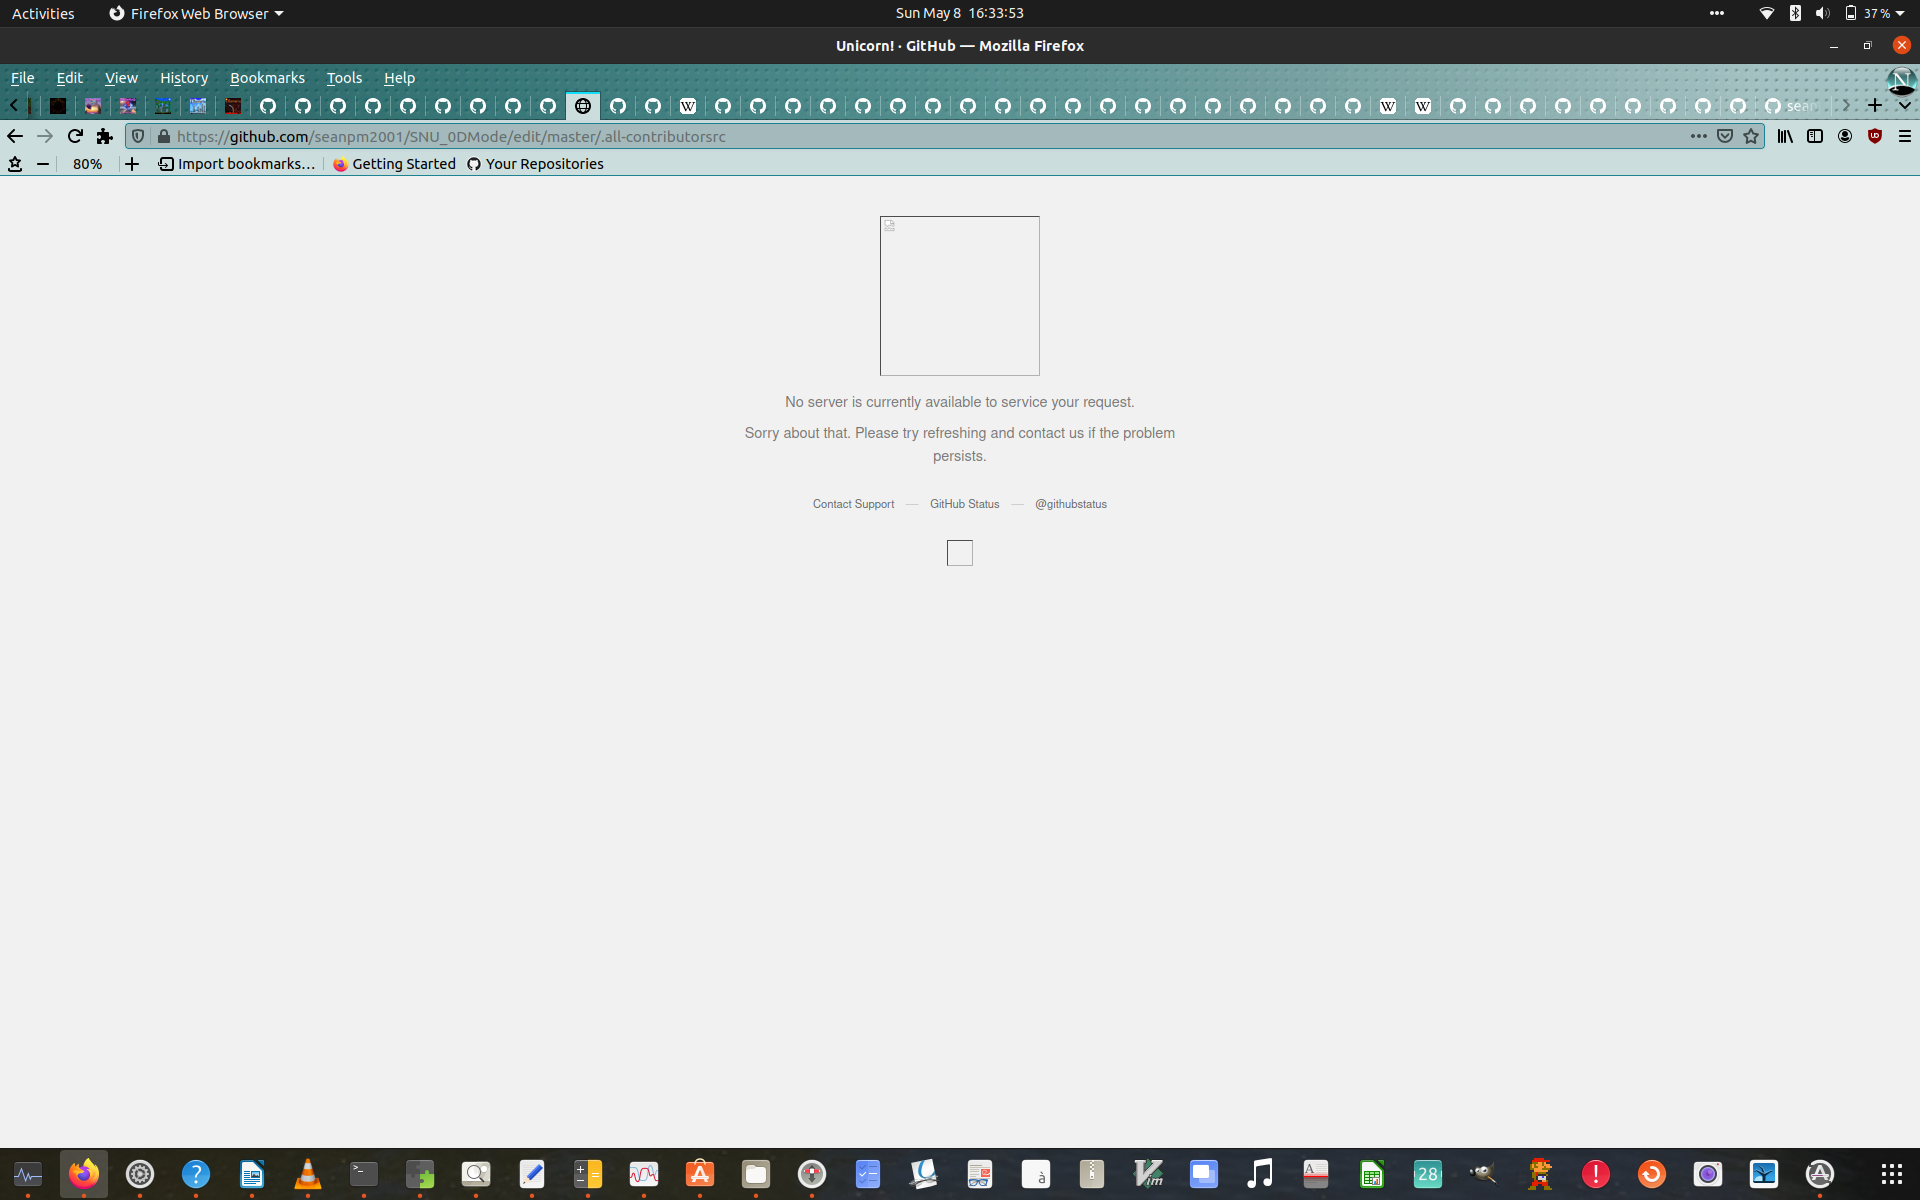 Activities Firefox Web Browser Sun May 8 16:33:53 37 %
Unicorn! · GitHub — Mozilla Firefox
File Edit View History Bookmarks Tools Help
https://github.com/seanpm2001/SNU_0DMode/edit/master/.all-contributorsrc
80% Import bookmarks... Getting Started Your Repositories
No server is currently available to service your request.
Sorry about that. Please try refreshing and contact us if the problem
persists.
Contact Support — GitHub Status — @githubstatus
28